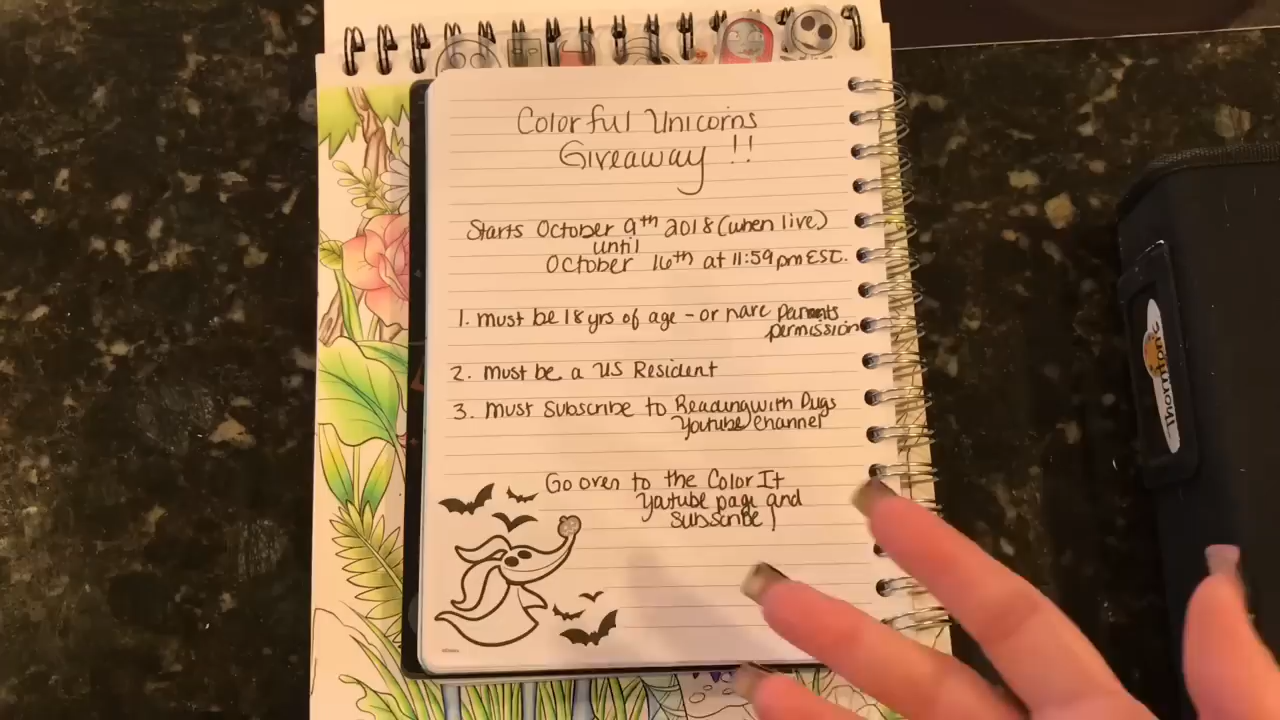 Colorful Unicorns
Giveaway !!
Starts October 9th 2018 (when live)
until
October 16th at 11:59pm EST.
1. must be 18 yrs of age - or have parents
permission
2. must be a US Resident
3. must subscribe to Reading with Pugs
Youtube Channel
Go over to the Color It
Youtube page and
subscribe!
Thornton's